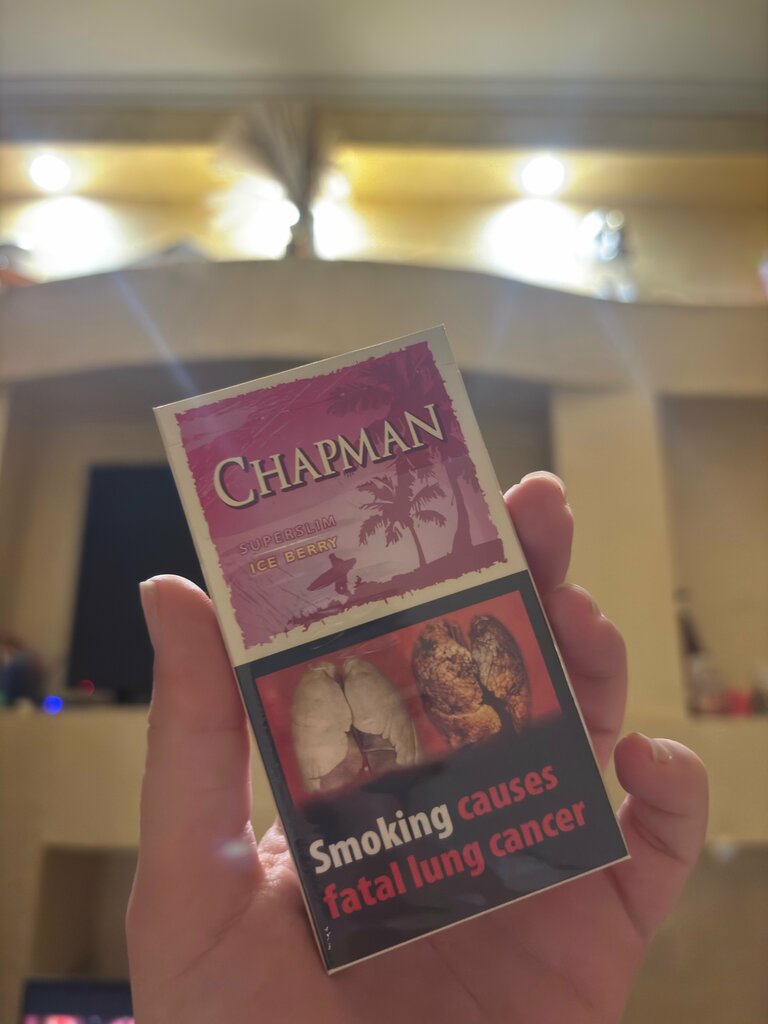 CHAPMAN
SUPERSLIM
ICE BERRY
Smoking causes
fatal lung cancer